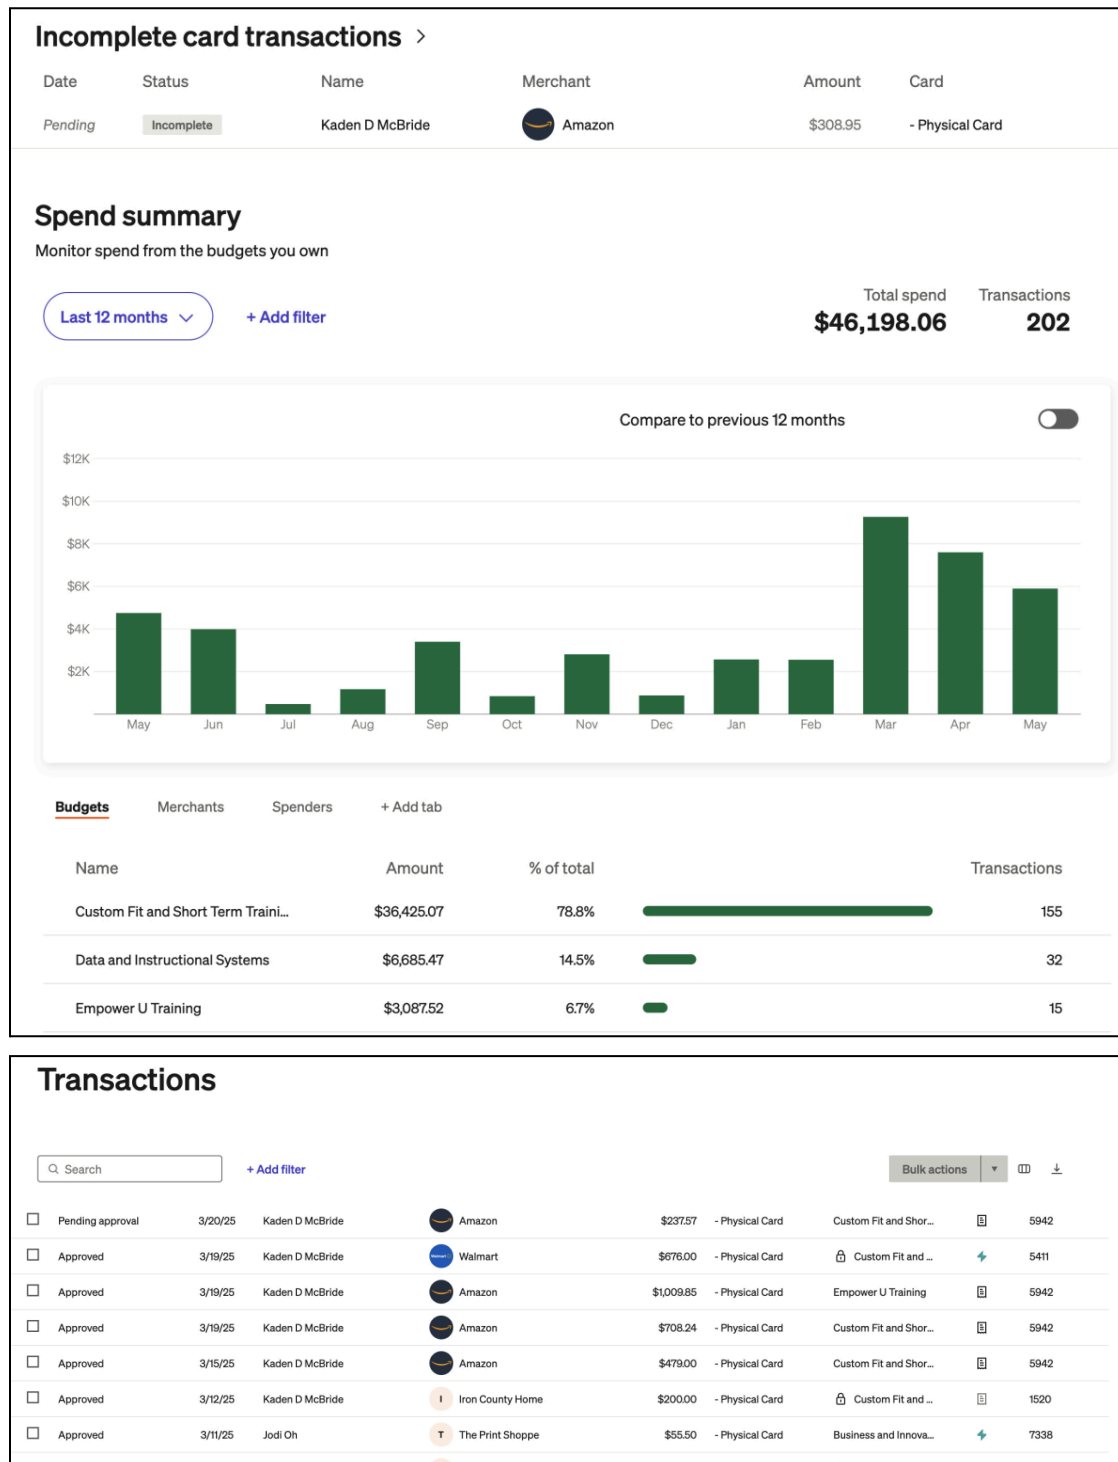 Incomplete card transactions >
Date Status Name Merchant Amount Card
Pending Incomplete Kaden D McBride Amazon $308.95 - Physical Card
Spend summary
Monitor spend from the budgets you own
Total spend Transactions
Last 12 months + Add filter $46,198.06 202
Compare to previous 12 months
$12K
$10K
$8K
$6K
$4K
$2K
May Jun Jul Aug Sep Oct Nov Dec Jan Feb Mar Apr May
Budgets Merchants Spenders + Add tab
Name Amount % of total Transactions
Custom Fit and Short Term Traini... $36,425.07 78.8% 155
Data and Instructional Systems $6,685.47 14.5% 32
Empower U Training $3,087.52 6.7% 15
Transactions
Search + Add filter Bulk actions
Pending approval 3/20/25 Kaden D McBride Amazon $237.57 - Physical Card Custom Fit and Shor... 5942
Approved 3/19/25 Kaden D McBride Walmart $676.00 - Physical Card Custom Fit and ... 5411
Approved 3/19/25 Kaden D McBride Amazon $1,009.85 - Physical Card Empower U Training 5942
Approved 3/19/25 Kaden D McBride Amazon $708.24 - Physical Card Custom Fit and Shor... 5942
Approved 3/15/25 Kaden D McBride Amazon $479.00 - Physical Card Custom Fit and Shor... 5942
Approved 3/12/25 Kaden D McBride I Iron County Home $200.00 - Physical Card Custom Fit and ... 1520
Approved 3/11/25 Jodi Oh T The Print Shoppe $55.50 - Physical Card Business and Innova... 7338